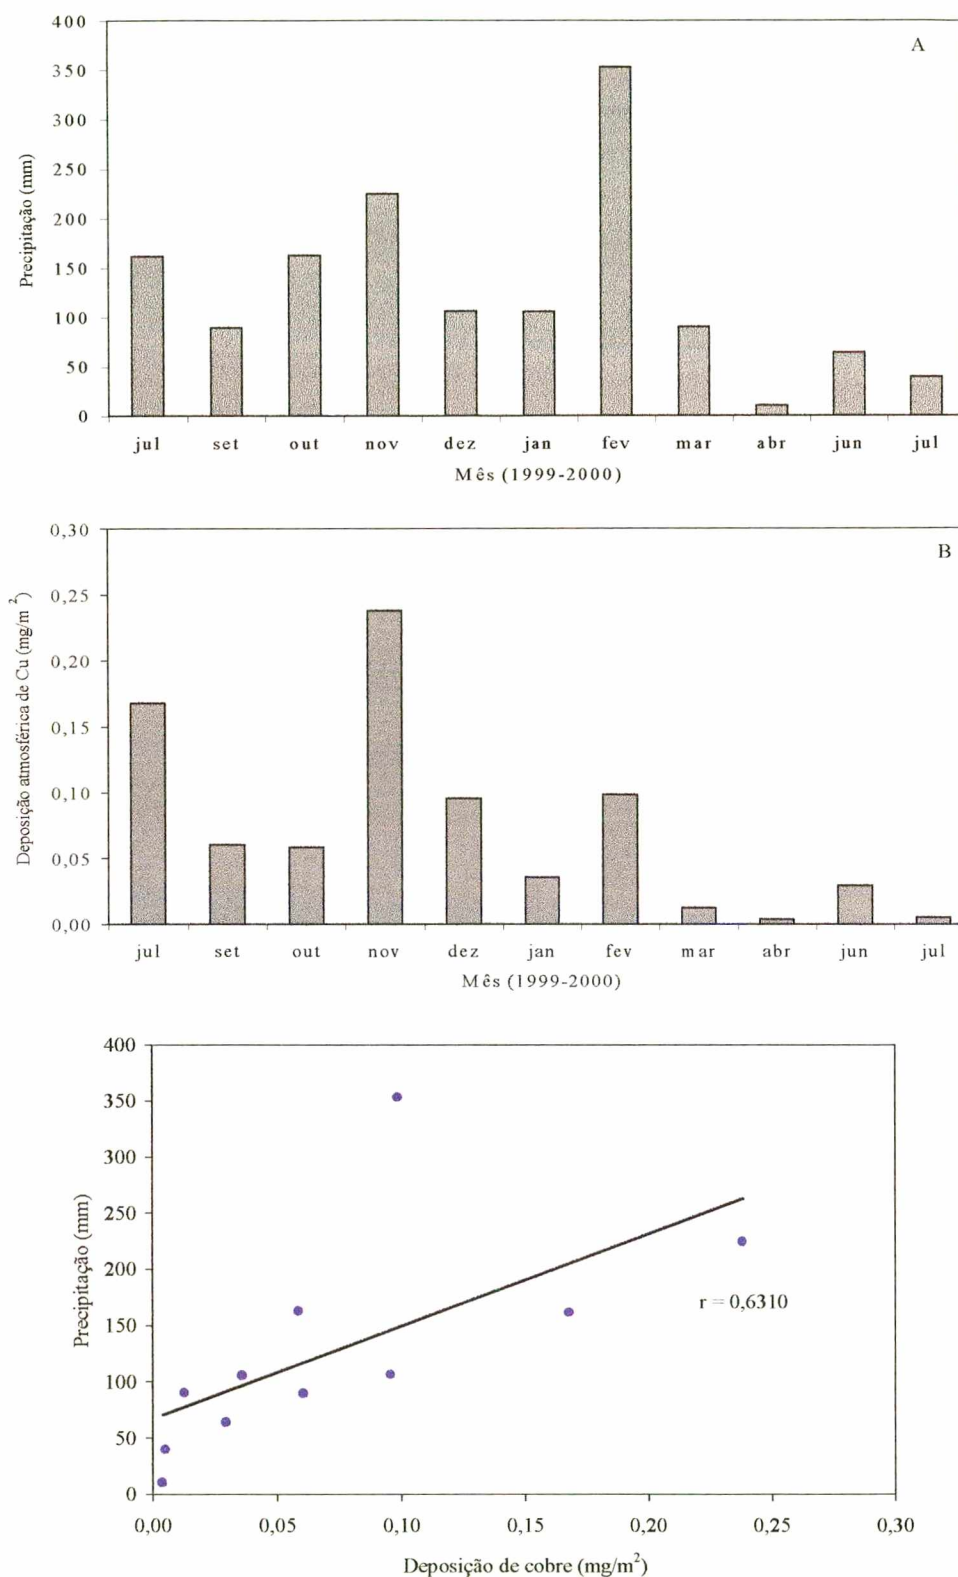 A
400
350
300
250
200
150
100
50
0
Precipitação (mm)
jul set out nov dez jan fev mar abr jun jul
Mês (1999-2000)
B
0,30
0,25
0,20
0,15
0,10
0,05
0,00
Deposição atmosférica de Cu (mg/m²)
jul set out nov dez jan fev mar abr jun jul
Mês (1999-2000)
400
350
300
250
200
150
100
50
0
Precipitação (mm)
r = 0,6310
0,00 0,05 0,10 0,15 0,20 0,25 0,30
Deposição de cobre (mg/m²)